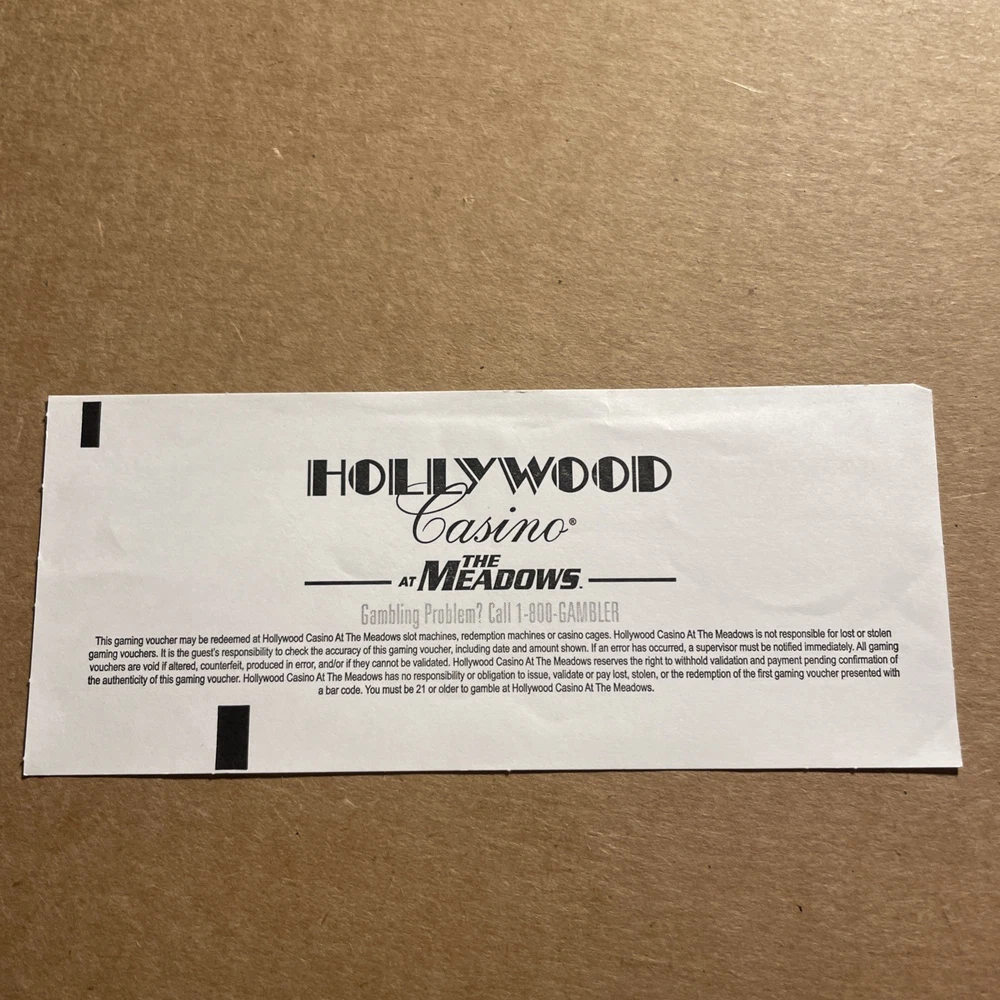 HOLLYWOOD
Casino®
AT THE MEADOWS
Gambling Problem? Call 1-800-GAMBLER
This gaming voucher may be redeemed at Hollywood Casino At The Meadows slot machines, redemption machines or casino cages. Hollywood Casino At The Meadows is not responsible for lost or stolen
gaming vouchers. It is the guest's responsibility to check the accuracy of this gaming voucher, including date and amount shown. If an error has occurred, a supervisor must be notified immediately. All gaming
vouchers are void if altered, counterfeit, produced in error, and/or if they cannot be validated. Hollywood Casino At The Meadows reserves the right to withhold validation and payment pending confirmation of
the authenticity of this gaming voucher. Hollywood Casino At The Meadows has no responsibility or obligation to issue, validate or pay lost, stolen, or the redemption of the first gaming voucher presented with
a bar code. You must be 21 or older to gamble at Hollywood Casino At The Meadows.